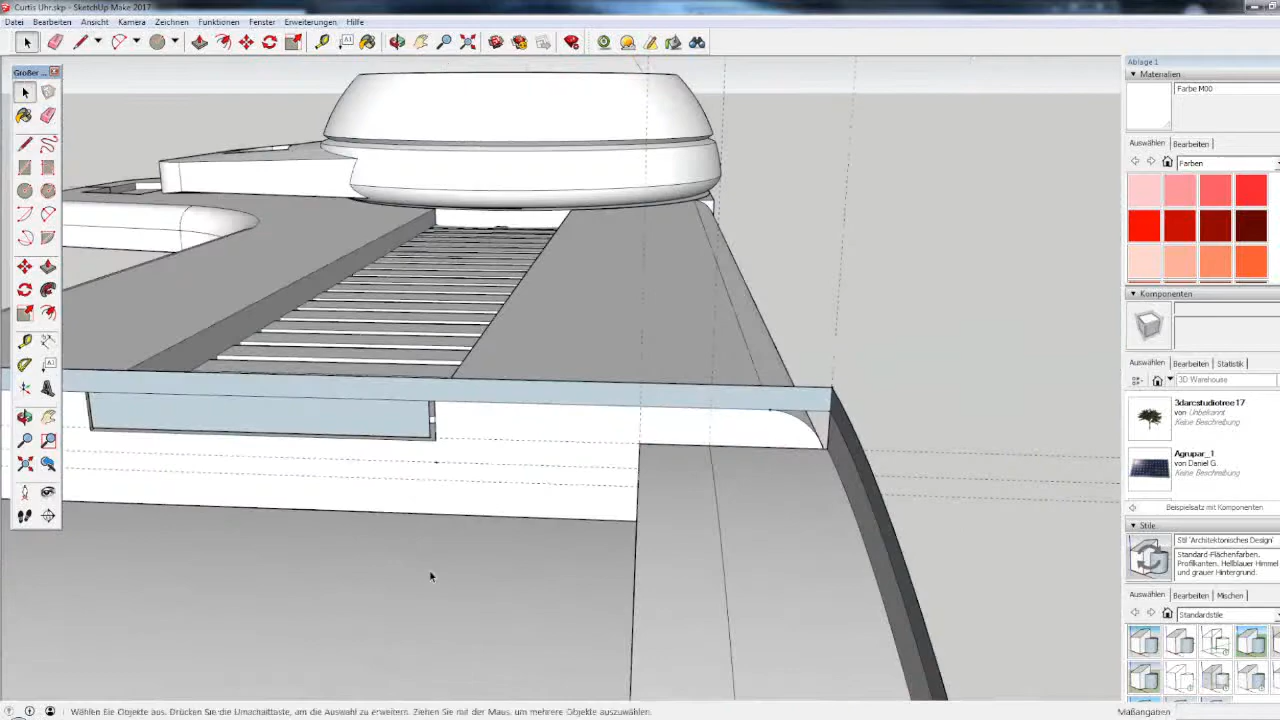 Curtis Uhr.skp - SketchUp Make 2017
Datei Bearbeiten Ansicht Kamera Zeichnen Funktionen Fenster Erweiterungen Hilfe
Großer ...
Ablage 1
Materialien
Farbe M00
Auswählen Bearbeiten
Farben
Komponenten
Auswählen Bearbeiten Statistik
3D Warehouse
3darcstudiotree17
von Unbekannt
Keine Beschreibung
Agrupar_1
von Daniel G.
Keine Beschreibung
Beispielsatz mit Komponenten
Stile
Stil 'Architektonisches Design'
Standard-Flächenfarben.
Profilkanten. Hellblauer Himmel
und grauer Hintergrund.
Auswählen Bearbeiten Mischen
Standardstile
Wählen Sie Objekte aus. Drücken Sie die Umschalttaste, um die Auswahl zu erweitern. Ziehen Sie mit der Maus, um mehrere Objekte auszuwählen.
Maßangaben